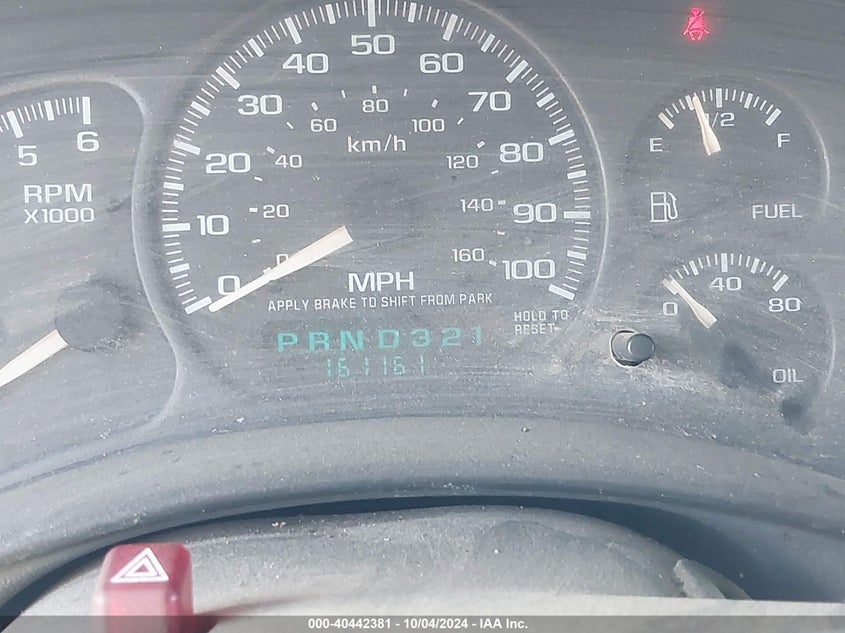 50
40 60
30 80 70
60 100
km/h
5 6
20 40 120 80
1/2
E F
RPM
X1000
10 20 140 90
FUEL
0 0 160 100
MPH
40
0 80
APPLY BRAKE TO SHIFT FROM PARK
HOLD TO
RESET
PRND321
161161
OIL
000-40442381 - 10/04/2024 - IAA Inc.